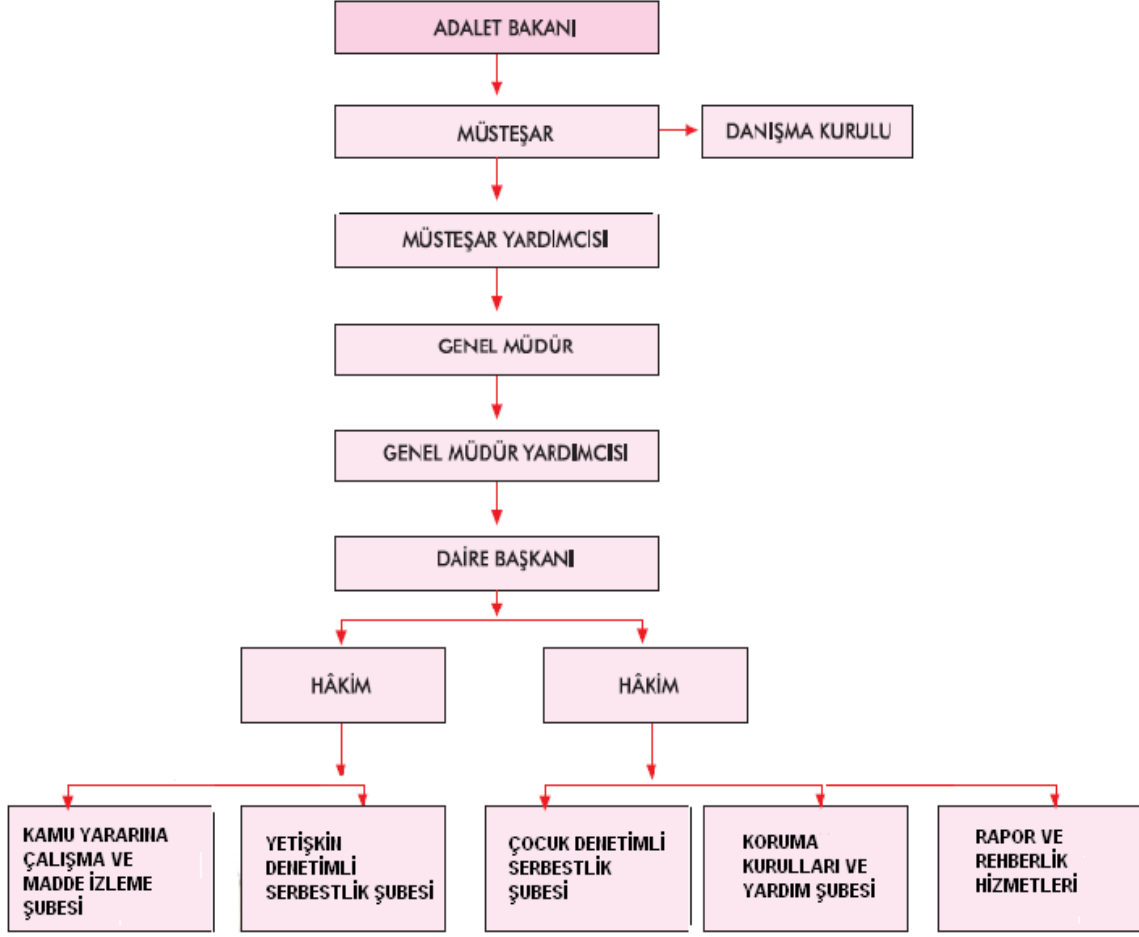 ADALET BAKANI
MÜSTEŞAR
DANIŞMA KURULU
MÜSTEŞAR YARDIMCISI
GENEL MÜDÜR
GENEL MÜDÜR YARDIMCISI
DAİRE BAŞKANI
HÂKİM
HÂKİM
KAMU YARARINA
ÇALIŞMA VE
MADDE İZLEME
ŞUBESİ
YETİŞKİN
DENETİMLİ
SERBESTLİK ŞUBESİ
ÇOCUK DENETİMLİ
SERBESTLİK
ŞUBESİ
KORUMA
KURULLARI VE
YARDIM ŞUBESİ
RAPOR VE
REHBERLİK
HİZMETLERİ